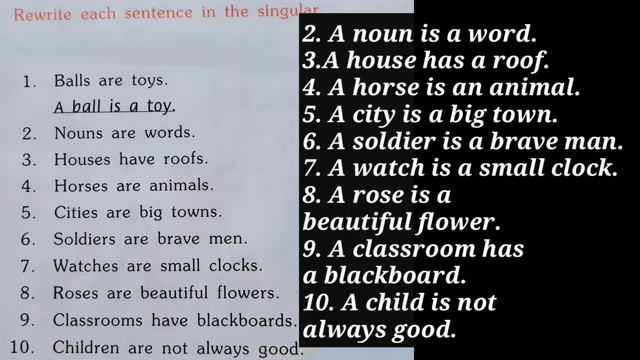 Rewrite each sentence in the singular
1. Balls are toys.
A ball is a toy.
2. Nouns are words.
3. Houses have roofs.
4. Horses are animals.
5. Cities are big towns.
6. Soldiers are brave men.
7. Watches are small clocks.
8. Roses are beautiful flowers.
9. Classrooms have blackboards.
10. Children are not always good.
2. A noun is a word.
3.A house has a roof.
4. A horse is an animal.
5. A city is a big town.
6. A soldier is a brave man.
7. A watch is a small clock.
8. A rose is a
beautiful flower.
9. A classroom has
a blackboard.
10. A child is not
always good.